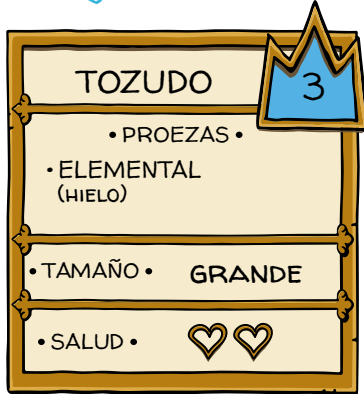 TOZUDO
3
• PROEZAS •
• ELEMENTAL
(HIELO)
• TAMAÑO • GRANDE
• SALUD •